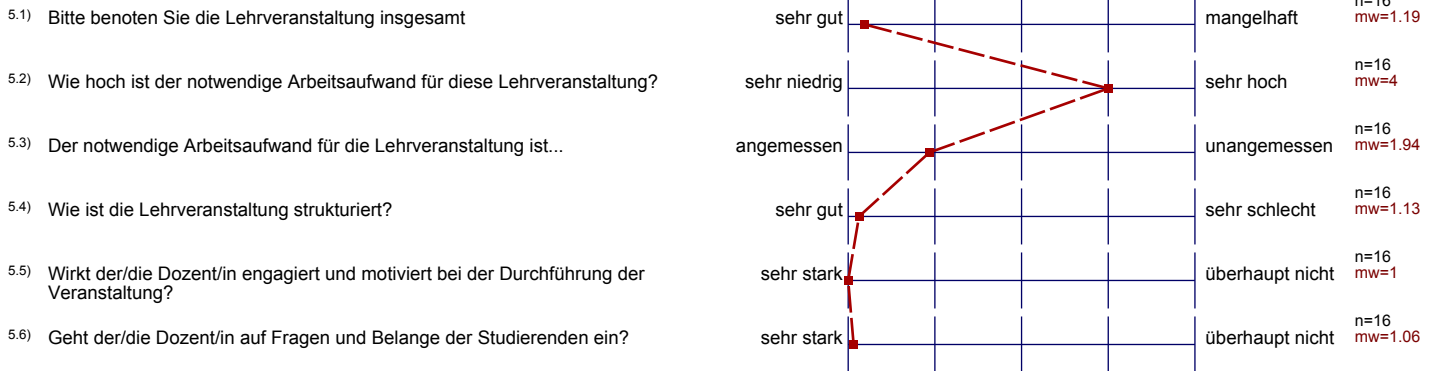 5.1) Bitte benoten Sie die Lehrveranstaltung insgesamt sehr gut mangelhaft n=16
mw=1.19
5.2) Wie hoch ist der notwendige Arbeitsaufwand für diese Lehrveranstaltung? sehr niedrig sehr hoch n=16
mw=4
5.3) Der notwendige Arbeitsaufwand für die Lehrveranstaltung ist... angemessen unangemessen n=16
mw=1.94
5.4) Wie ist die Lehrveranstaltung strukturiert? sehr gut sehr schlecht n=16
mw=1.13
5.5) Wirkt der/die Dozent/in engagiert und motiviert bei der Durchführung der sehr stark überhaupt nicht n=16
Veranstaltung? mw=1
5.6) Geht der/die Dozent/in auf Fragen und Belange der Studierenden ein? sehr stark überhaupt nicht n=16
mw=1.06